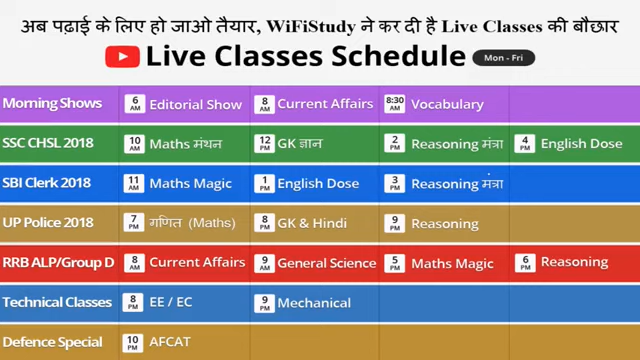 अब पढ़ाई के लिए हो जाओ तैयार, WiFiStudy ने कर दी है Live Classes की बौछार
Live Classes Schedule Mon - Fri
Morning Shows 6 AM Editorial Show 8 AM Current Affairs 8:30 AM Vocabulary
SSC CHSL 2018 10 AM Maths मंथन 12 PM GK ज्ञान 2 PM Reasoning मंत्रा 4 PM English Dose
SBI Clerk 2018 11 AM Maths Magic 1 PM English Dose 3 PM Reasoning मंत्रा
UP Police 2018 7 PM गणित (Maths) 8 PM GK & Hindi 9 PM Reasoning
RRB ALP/Group D 8 AM Current Affairs 9 AM General Science 5 PM Maths Magic 6 PM Reasoning
Technical Classes 8 PM EE / EC 9 PM Mechanical
Defence Special 10 PM AFCAT